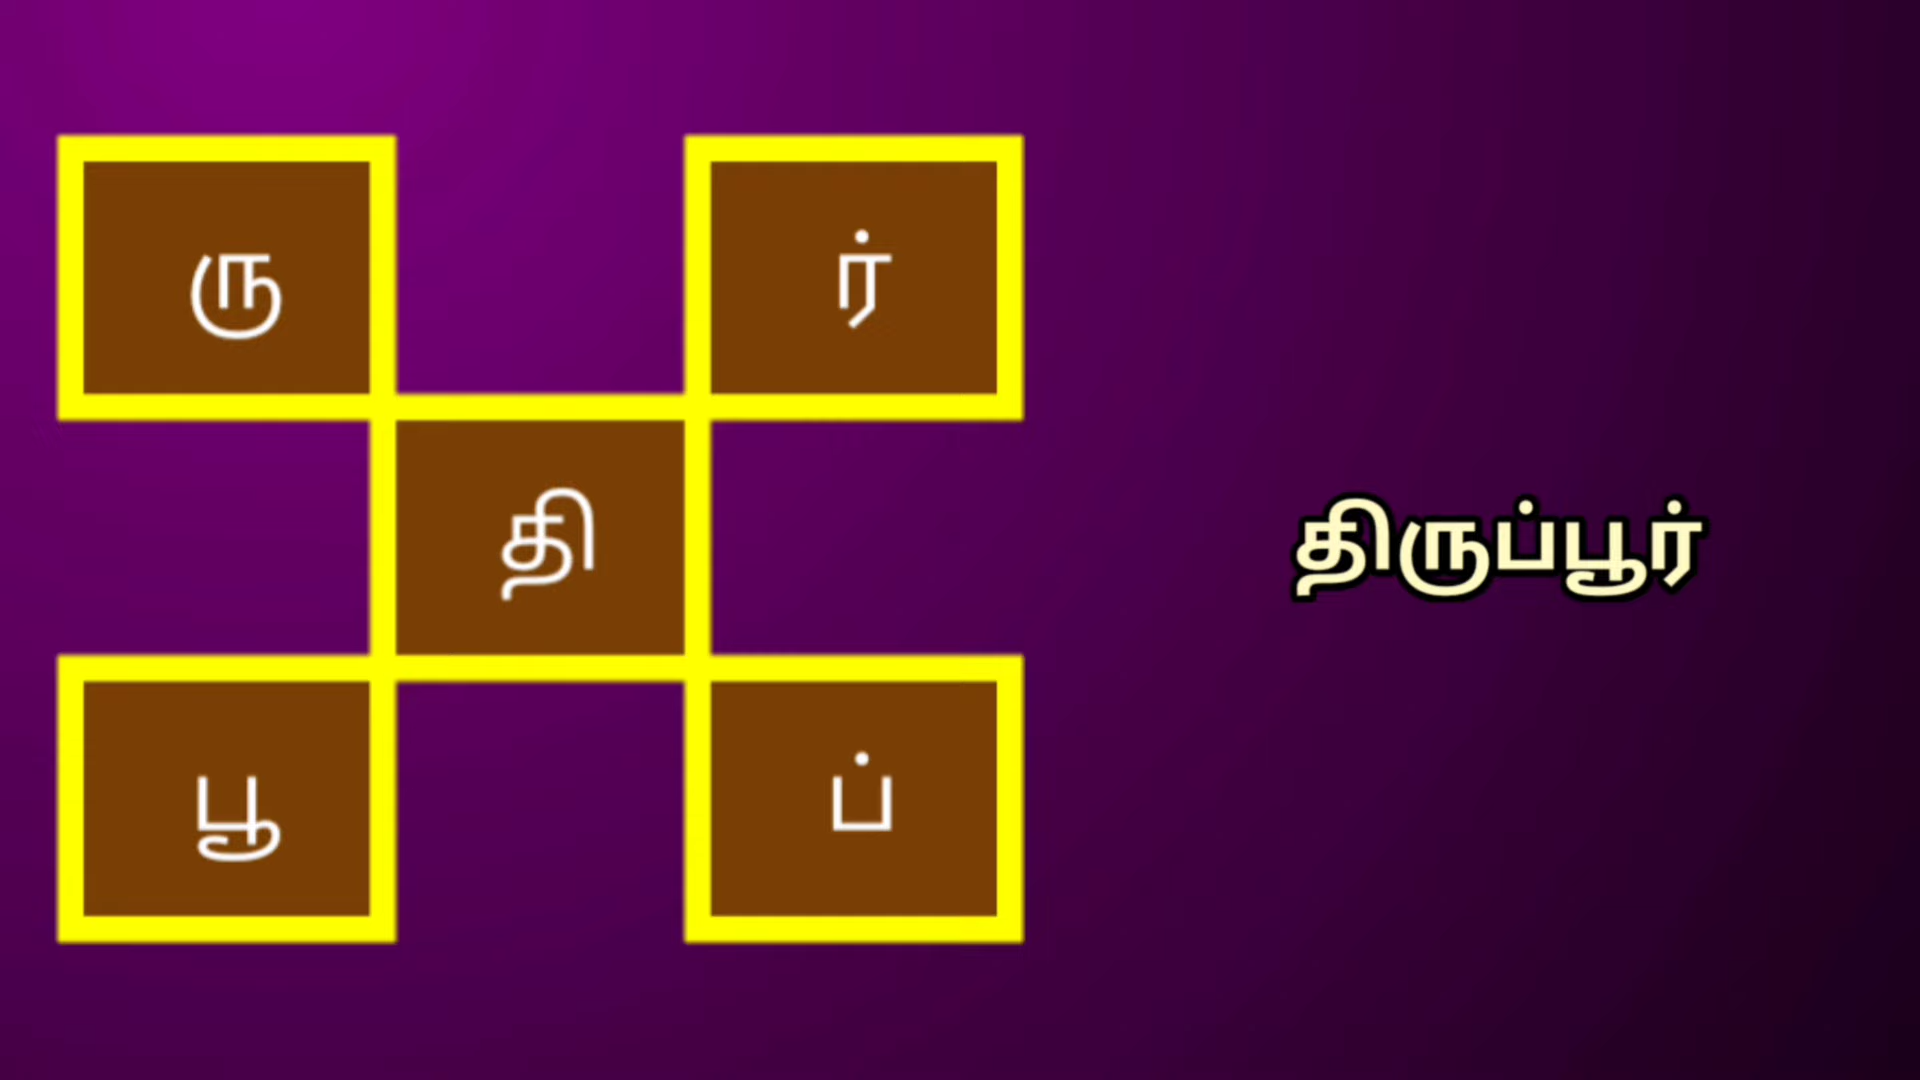 ரு
ர்
தி
பூ
ப்
திருப்பூர்